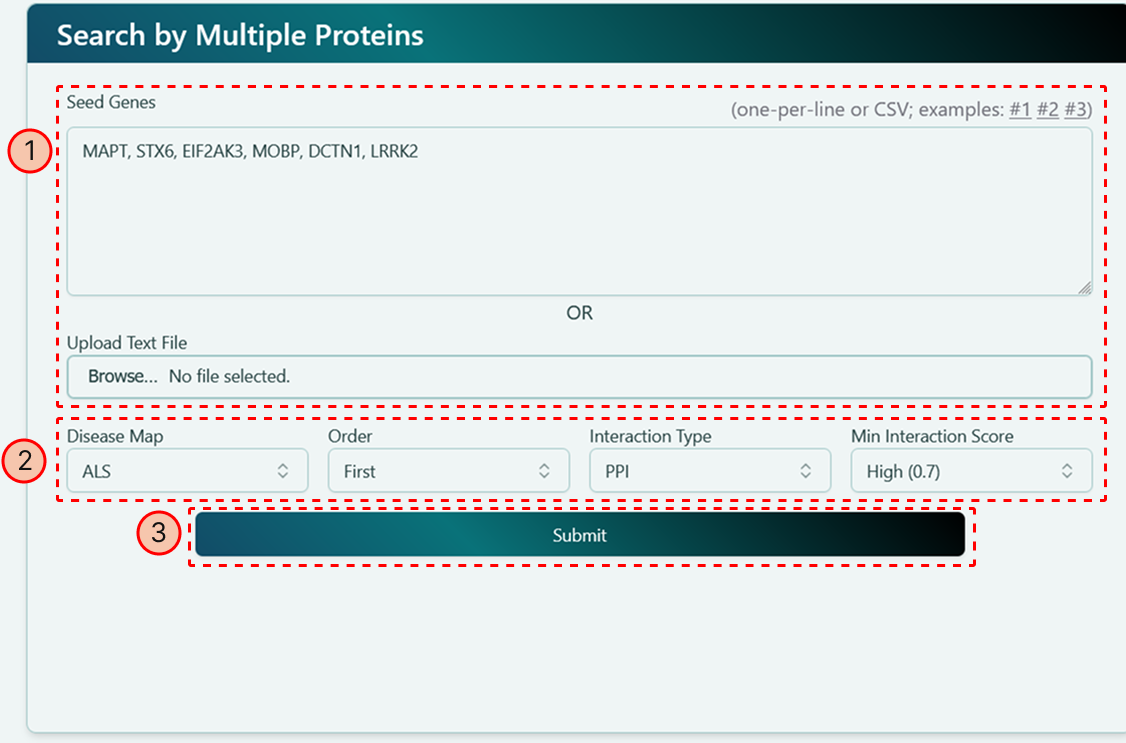 Search by Multiple Proteins
Seed Genes
(one-per-line or CSV; examples: #1 #2 #3)
1
MAPT, STX6, EIF2AK3, MOBP, DCTN1, LRRK2
OR
Upload Text File
Browse... No file selected.
Disease Map Order Interaction Type Min Interaction Score
2
ALS First PPI High (0.7)
3
Submit